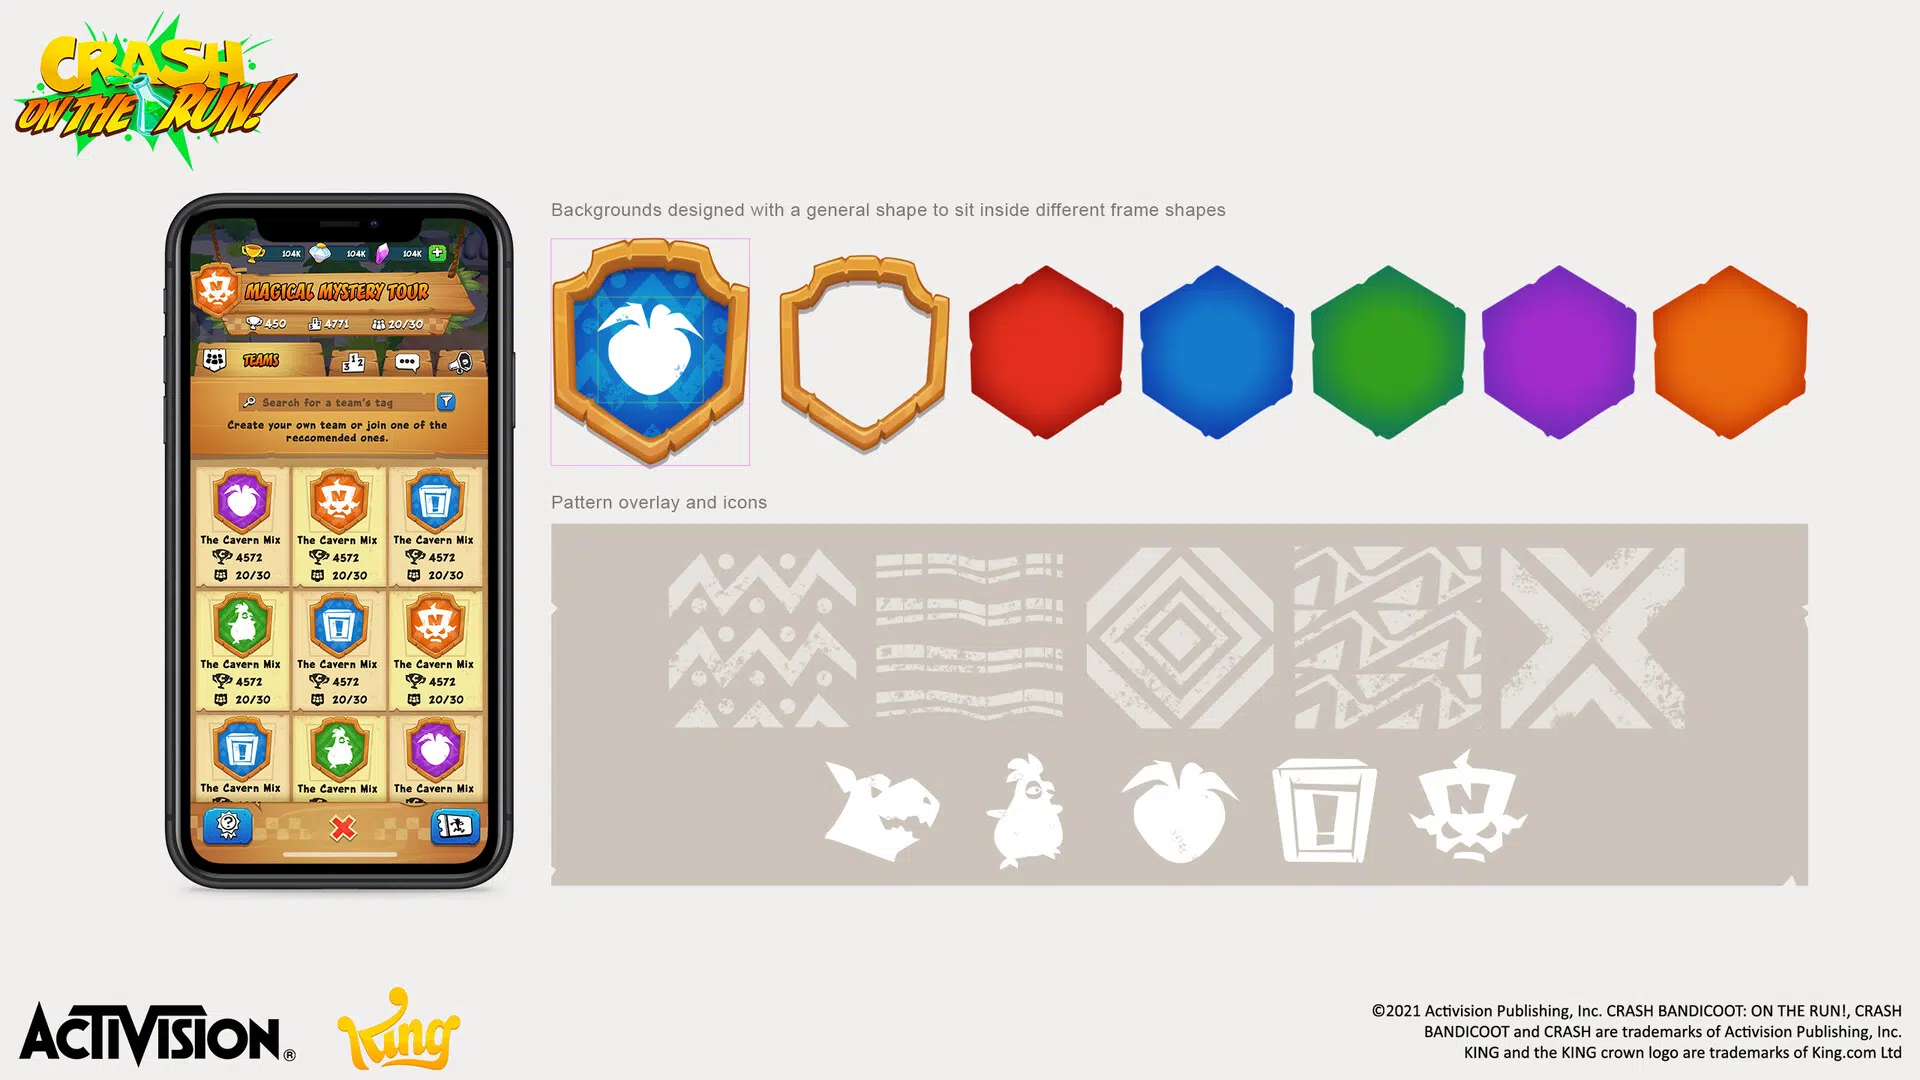 CRASH
ON THE RUN!
Backgrounds designed with a general shape to sit inside different frame shapes
104K 104K 104K
MAGICAL MYSTERY TOUR
450 4771 20/30
TEAMS
Search for a team's tag
Create your own team or join one of the
reccomended ones.
The Cavern Mix The Cavern Mix The Cavern Mix
4572 4572 4572
20/30 20/30 20/30
The Cavern Mix The Cavern Mix The Cavern Mix
4572 4572 4572
20/30 20/30 20/30
The Cavern Mix The Cavern Mix The Cavern Mix
Pattern overlay and icons
N
ACTIVISION®
King
©2021 Activision Publishing, Inc. CRASH BANDICOOT: ON THE RUN!, CRASH
BANDICOOT and CRASH are trademarks of Activision Publishing, Inc.
KING and the KING crown logo are trademarks of King.com Ltd